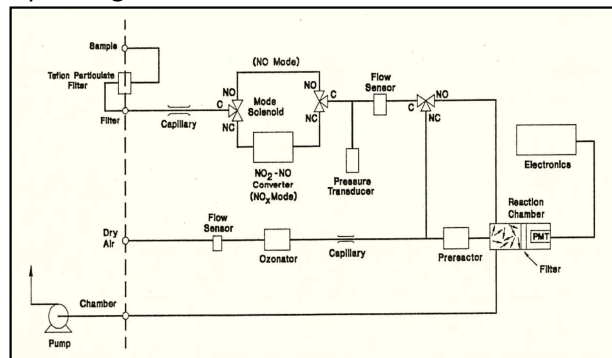 Sample
Teflon Particulate
Filter
Filter
Capillary
(NO Mode)
NO
C
Mode
Solenoid
NC
NO
C
NC
NO2-NO
Converter
(NOx Mode)
Pressure
Transducer
Flow
Sensor
C
NO
NC
Electronics
Reaction
Chamber
PMT
Filter
Dry
Air
Flow
Sensor
Ozonator
Capillary
Prereactor
Chamber
Pump